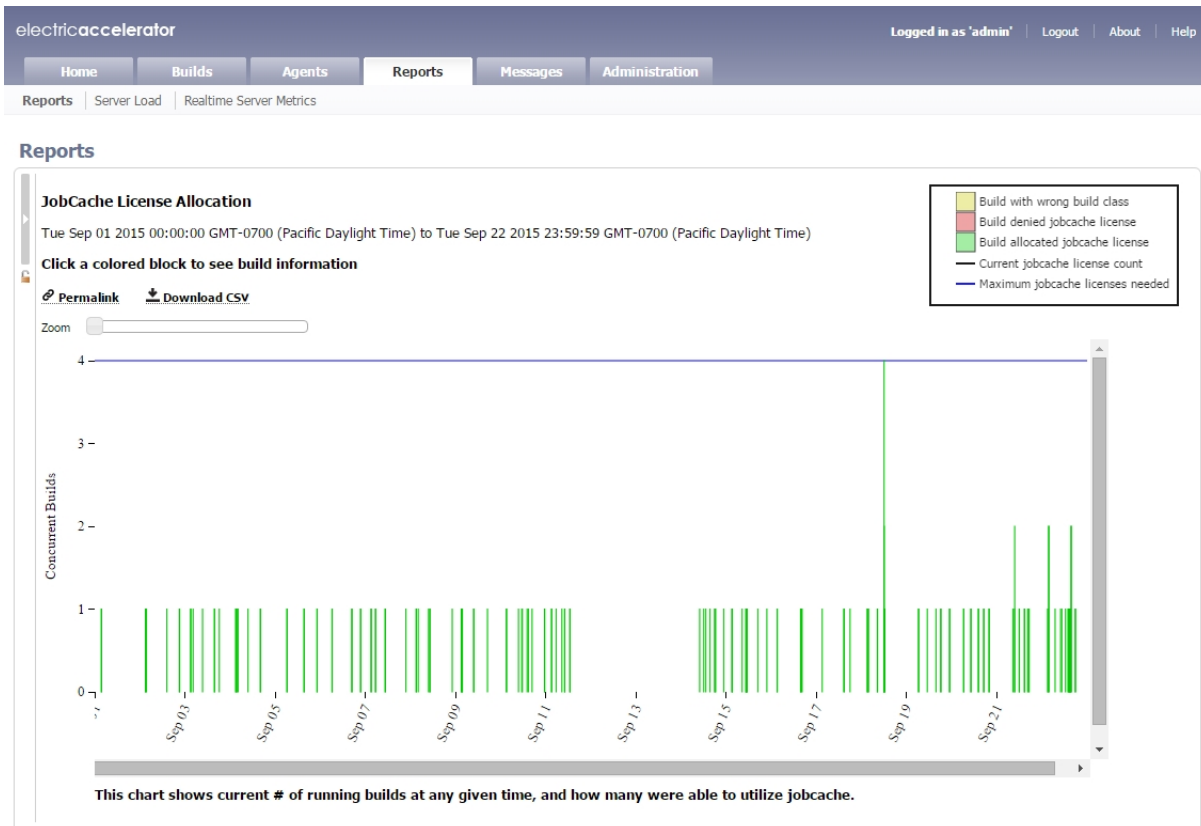 electricaccelerator
Logged in as 'admin' Logout About Help
Home Builds Agents Reports Messages Administration
Reports Server Load Realtime Server Metrics
Reports
JobCache License Allocation
Tue Sep 01 2015 00:00:00 GMT-0700 (Pacific Daylight Time) to Tue Sep 22 2015 23:59:59 GMT-0700 (Pacific Daylight Time)
Click a colored block to see build information
Permalink Download CSV
Build with wrong build class
Build denied jobcache license
Build allocated jobcache license
Current jobcache license count
Maximum jobcache licenses needed
Zoom
4
3
2
1
0
Concurrent Builds
Sep 03 Sep 05 Sep 07 Sep 09 Sep 11 Sep 13 Sep 15 Sep 17 Sep 19 Sep 21
This chart shows current # of running builds at any given time, and how many were able to utilize jobcache.